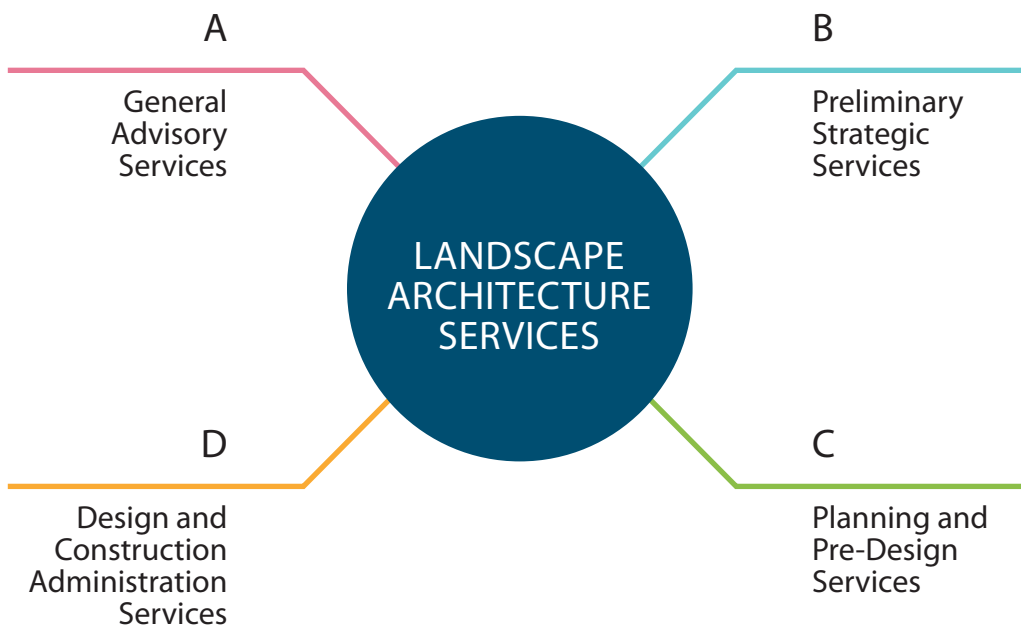 A
General
Advisory
Services
B
Preliminary
Strategic
Services
LANDSCAPE
ARCHITECTURE
SERVICES
D
Design and
Construction
Administration
Services
C
Planning and
Pre-Design
Services